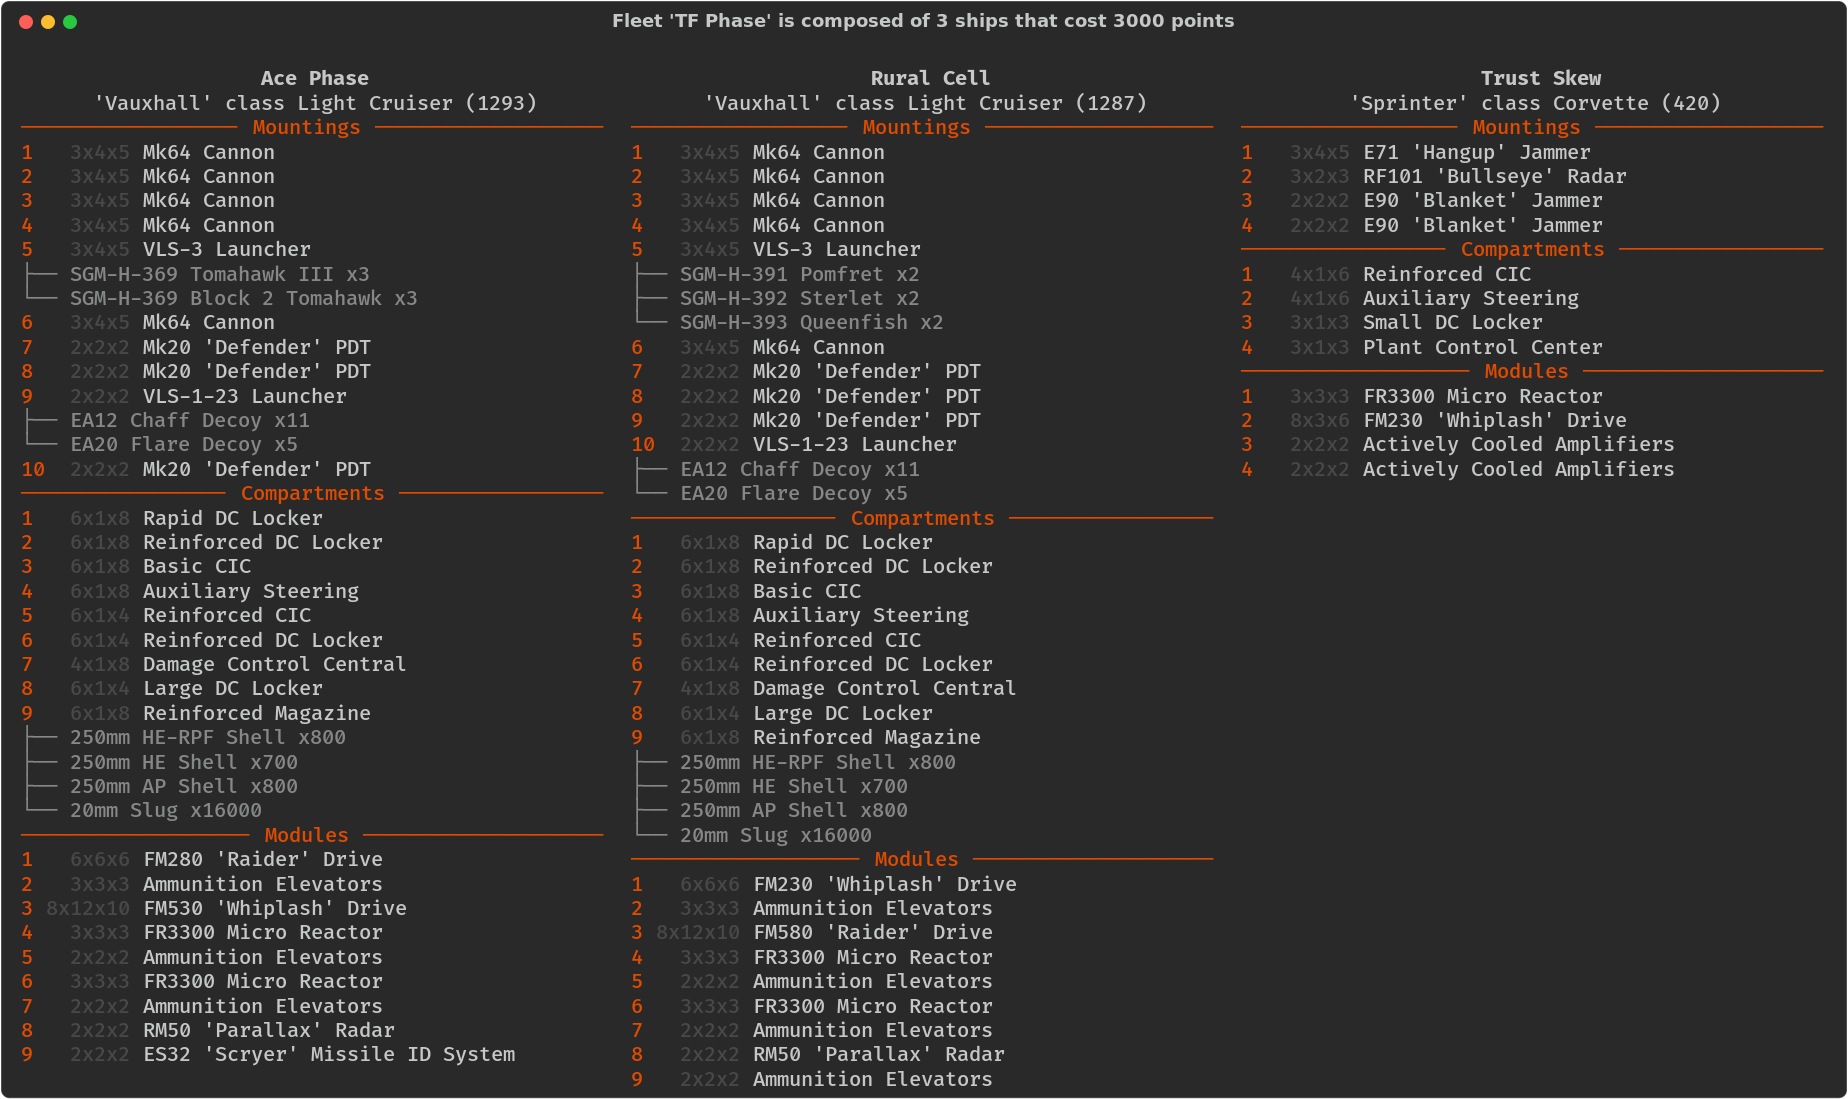 Fleet 'TF Phase' is composed of 3 ships that cost 3000 points
Ace Phase
'Vauxhall' class Light Cruiser (1293)
Mountings
1 3x4x5 Mk64 Cannon
2 3x4x5 Mk64 Cannon
3 3x4x5 Mk64 Cannon
4 3x4x5 Mk64 Cannon
5 3x4x5 VLS-3 Launcher
SGM-H-369 Tomahawk III x3
SGM-H-369 Block 2 Tomahawk x3
6 3x4x5 Mk64 Cannon
7 2x2x2 Mk20 'Defender' PDT
8 2x2x2 Mk20 'Defender' PDT
9 2x2x2 VLS-1-23 Launcher
EA12 Chaff Decoy x11
EA20 Flare Decoy x5
10 2x2x2 Mk20 'Defender' PDT
Compartments
1 6x1x8 Rapid DC Locker
2 6x1x8 Reinforced DC Locker
3 6x1x8 Basic CIC
4 6x1x8 Auxiliary Steering
5 6x1x4 Reinforced CIC
6 6x1x4 Reinforced DC Locker
7 4x1x8 Damage Control Central
8 6x1x4 Large DC Locker
9 6x1x8 Reinforced Magazine
250mm HE-RPF Shell x800
250mm HE Shell x700
250mm AP Shell x800
20mm Slug x16000
Modules
1 6x6x6 FM280 'Raider' Drive
2 3x3x3 Ammunition Elevators
3 8x12x10 FM530 'Whiplash' Drive
4 3x3x3 FR3300 Micro Reactor
5 2x2x2 Ammunition Elevators
6 3x3x3 FR3300 Micro Reactor
7 2x2x2 Ammunition Elevators
8 2x2x2 RM50 'Parallax' Radar
9 2x2x2 ES32 'Scryer' Missile ID System
Rural Cell
'Vauxhall' class Light Cruiser (1287)
Mountings
1 3x4x5 Mk64 Cannon
2 3x4x5 Mk64 Cannon
3 3x4x5 Mk64 Cannon
4 3x4x5 Mk64 Cannon
5 3x4x5 VLS-3 Launcher
SGM-H-391 Pomfret x2
SGM-H-392 Sterlet x2
SGM-H-393 Queenfish x2
6 3x4x5 Mk64 Cannon
7 2x2x2 Mk20 'Defender' PDT
8 2x2x2 Mk20 'Defender' PDT
9 2x2x2 Mk20 'Defender' PDT
10 2x2x2 VLS-1-23 Launcher
EA12 Chaff Decoy x11
EA20 Flare Decoy x5
Compartments
1 6x1x8 Rapid DC Locker
2 6x1x8 Reinforced DC Locker
3 6x1x8 Basic CIC
4 6x1x8 Auxiliary Steering
5 6x1x4 Reinforced CIC
6 6x1x4 Reinforced DC Locker
7 4x1x8 Damage Control Central
8 6x1x4 Large DC Locker
9 6x1x8 Reinforced Magazine
250mm HE-RPF Shell x800
250mm HE Shell x700
250mm AP Shell x800
20mm Slug x16000
Modules
1 6x6x6 FM230 'Whiplash' Drive
2 3x3x3 Ammunition Elevators
3 8x12x10 FM580 'Raider' Drive
4 3x3x3 FR3300 Micro Reactor
5 2x2x2 Ammunition Elevators
6 3x3x3 FR3300 Micro Reactor
7 2x2x2 Ammunition Elevators
8 2x2x2 RM50 'Parallax' Radar
9 2x2x2 Ammunition Elevators
Trust Skew
'Sprinter' class Corvette (420)
Mountings
1 3x4x5 E71 'Hangup' Jammer
2 3x2x3 RF101 'Bullseye' Radar
3 2x2x2 E90 'Blanket' Jammer
4 2x2x2 E90 'Blanket' Jammer
Compartments
1 4x1x6 Reinforced CIC
2 4x1x6 Auxiliary Steering
3 3x1x3 Small DC Locker
4 3x1x3 Plant Control Center
Modules
1 3x3x3 FR3300 Micro Reactor
2 8x3x6 FM230 'Whiplash' Drive
3 2x2x2 Actively Cooled Amplifiers
4 2x2x2 Actively Cooled Amplifiers